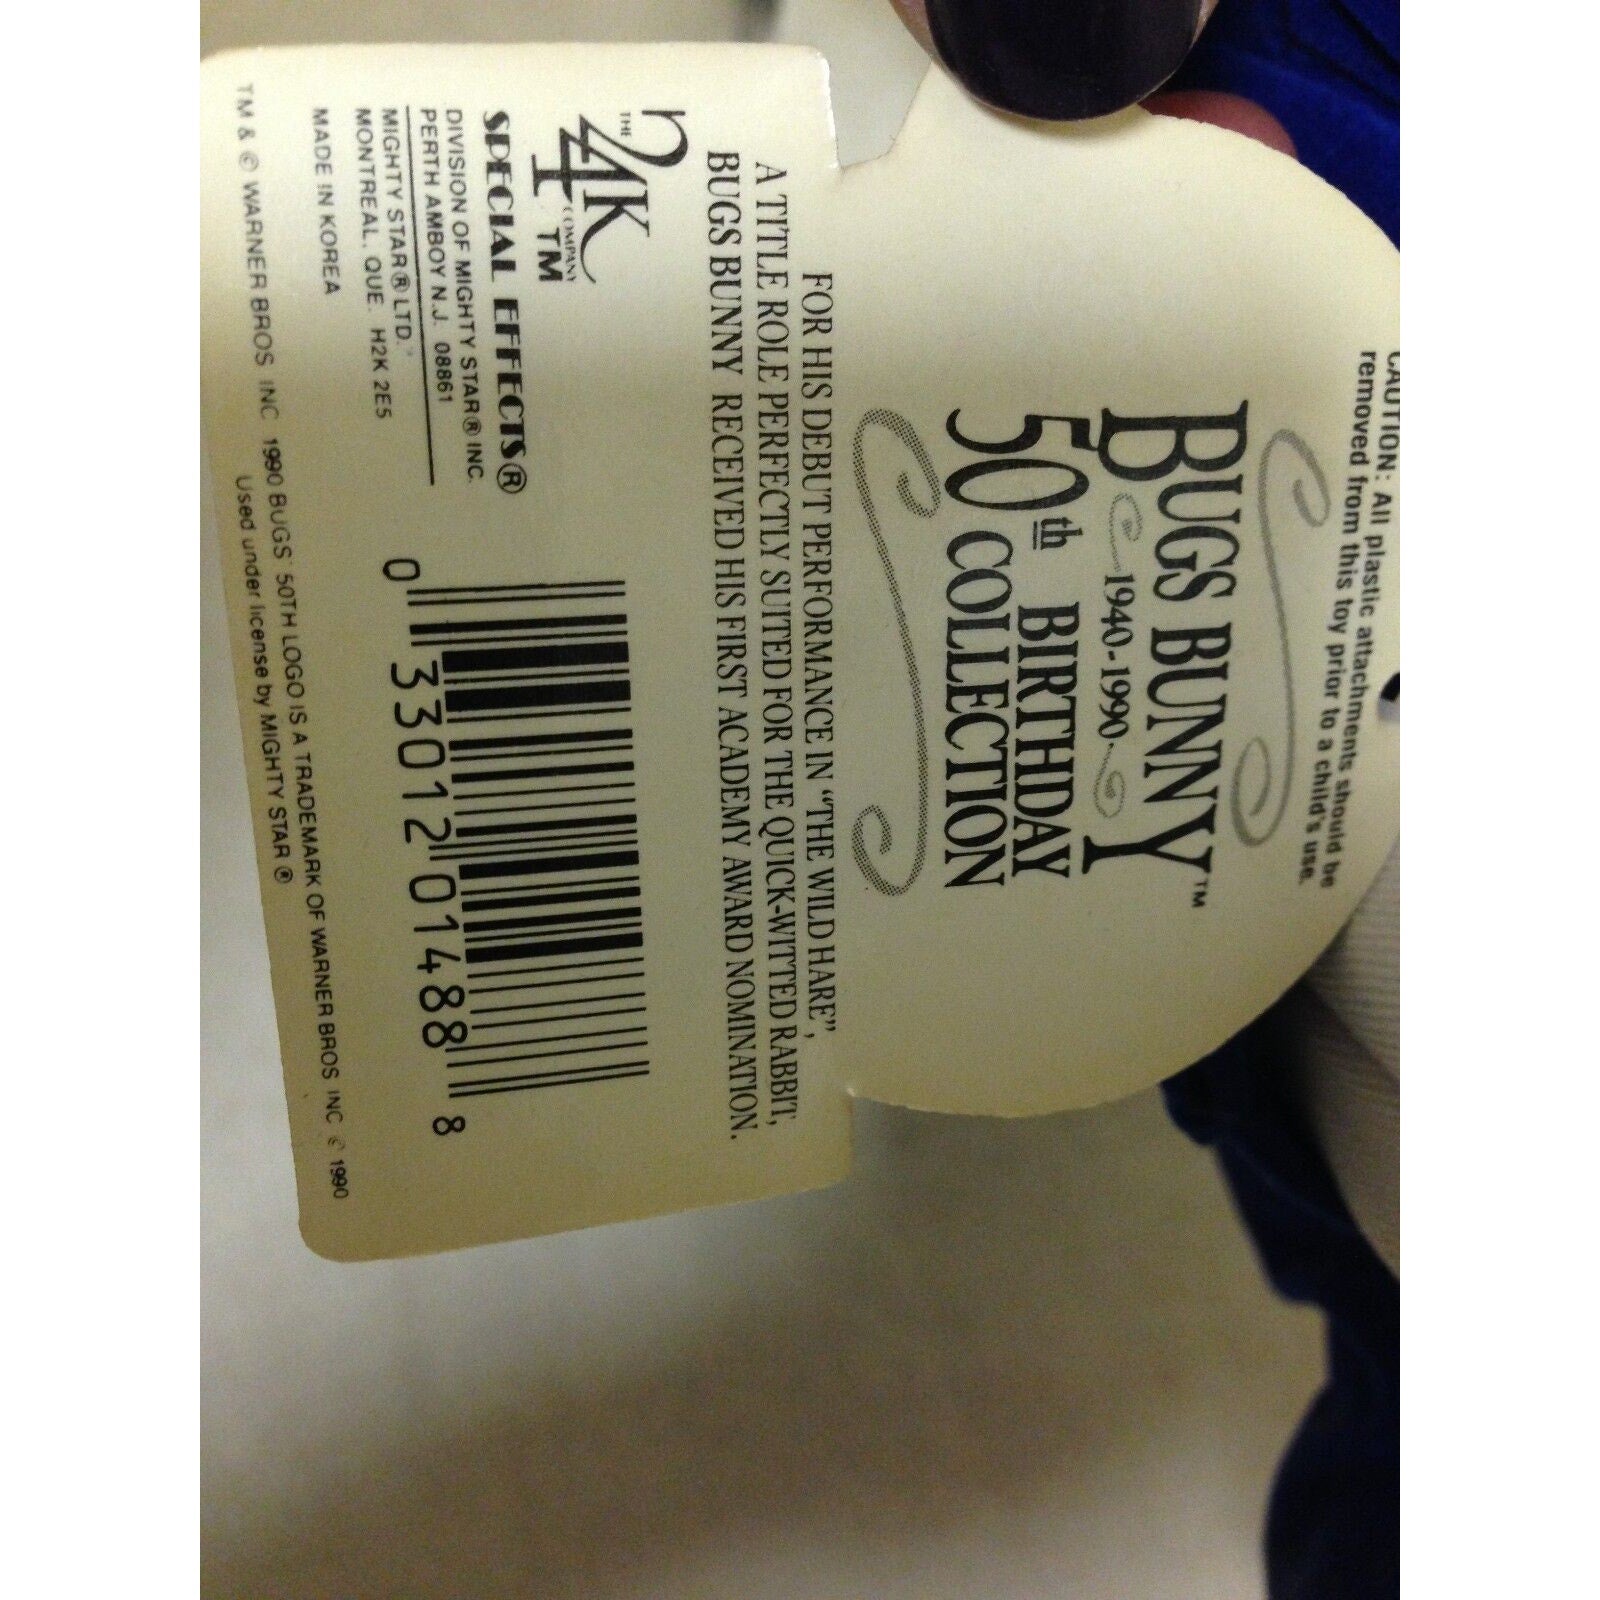 CAUTION: All plastic attachments should be
removed from this toy prior to a child's use.
BUGS BUNNY™
1940-1990
50th BIRTHDAY
COLLECTION
FOR HIS DEBUT PERFORMANCE IN "THE WILD HARE",
A TITLE ROLE PERFECTLY SUITED FOR THE QUICK-WITTED RABBIT,
BUGS BUNNY RECEIVED HIS FIRST ACADEMY AWARD NOMINATION.
THE
24K
COMPANY
TM
SPECIAL EFFECTS®
DIVISION OF MIGHTY STAR® INC.
PERTH AMBOY N.J. 08861
MIGHTY STAR® LTD.
MONTREAL, QUE. H2K 2E5
MADE IN KOREA
0 33012 01488 8
TM & © WARNER BROS INC 1990 BUGS' 50TH LOGO IS A TRADEMARK OF WARNER BROS INC © 1990
Used under license by MIGHTY STAR ®